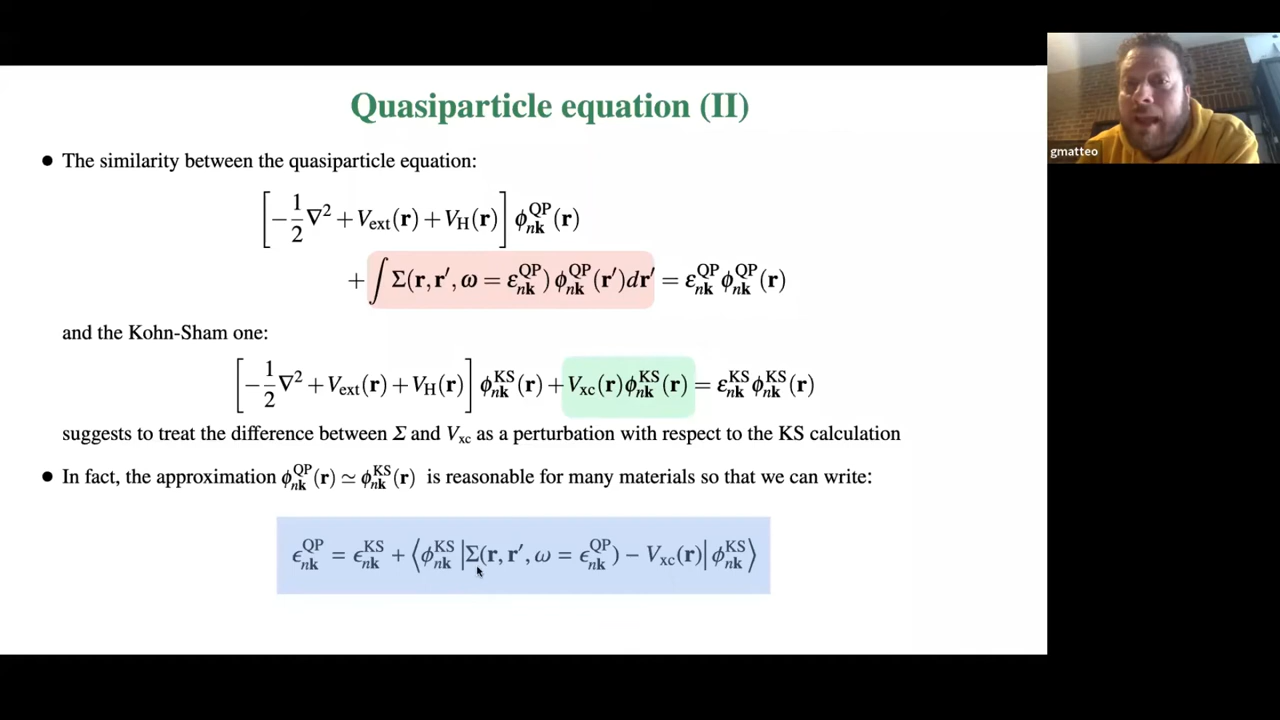 Quasiparticle equation (II)
gmatteo
● The similarity between the quasiparticle equation:
[−1/2 ∇² + V_ext(𝐫) + V_H(𝐫)] ϕ^QP_n𝐤(𝐫)
+ ∫ Σ(𝐫, 𝐫′, ω = ε^QP_n𝐤) ϕ^QP_n𝐤(𝐫′)d𝐫′ = ε^QP_n𝐤 ϕ^QP_n𝐤(𝐫)
and the Kohn-Sham one:
[−1/2 ∇² + V_ext(𝐫) + V_H(𝐫)] ϕ^KS_n𝐤(𝐫) + V_xc(𝐫)ϕ^KS_n𝐤(𝐫) = ε^KS_n𝐤 ϕ^KS_n𝐤(𝐫)
suggests to treat the difference between Σ and V_xc as a perturbation with respect to the KS calculation
● In fact, the approximation ϕ^QP_n𝐤(𝐫) ≃ ϕ^KS_n𝐤(𝐫) is reasonable for many materials so that we can write:
ϵ^QP_n𝐤 = ϵ^KS_n𝐤 + ⟨ϕ^KS_n𝐤 |Σ(𝐫, 𝐫′, ω = ϵ^QP_n𝐤) − V_xc(𝐫)| ϕ^KS_n𝐤⟩